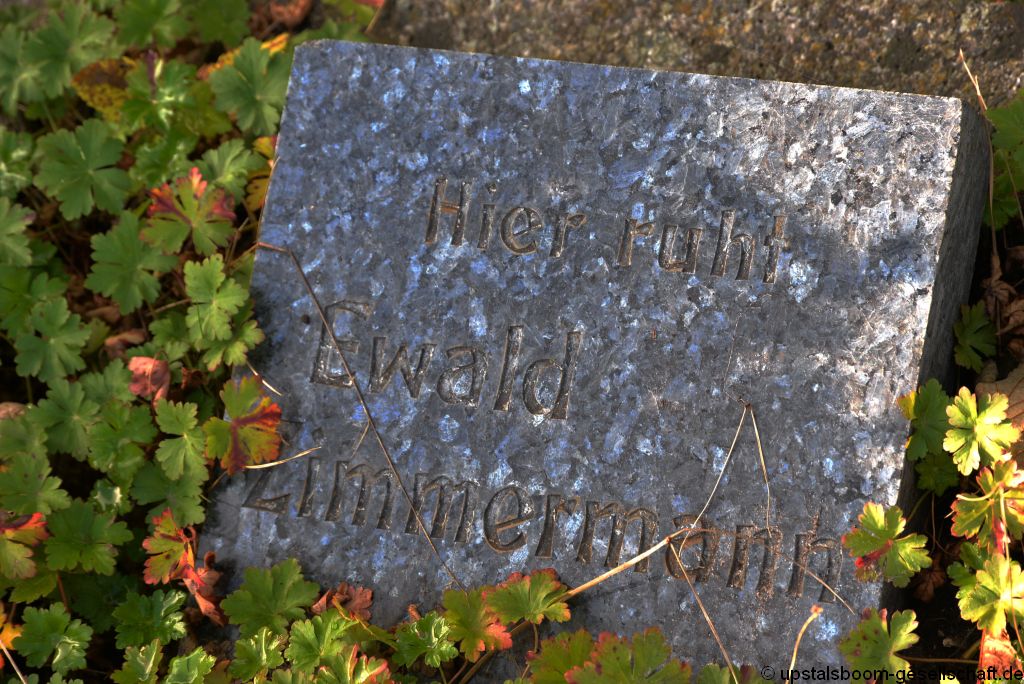 Hier ruht
Ewald
Zimmermann
© upstalsboom-gesellschaft.de